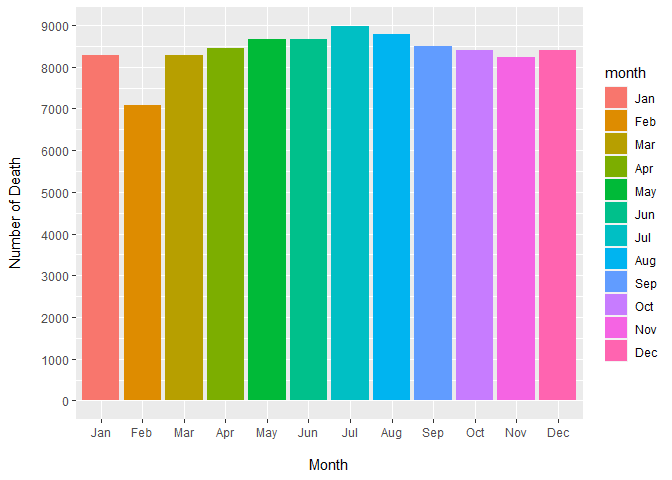 9000
8000
7000
6000
5000
4000
3000
2000
1000
0
Number of Death
Jan Feb Mar Apr May Jun Jul Aug Sep Oct Nov Dec
Month
month
Jan
Feb
Mar
Apr
May
Jun
Jul
Aug
Sep
Oct
Nov
Dec